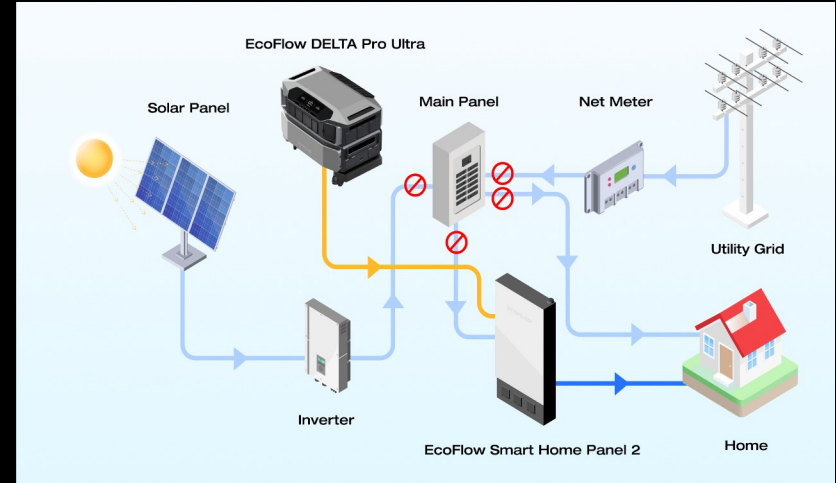 EcoFlow DELTA Pro Ultra
Solar Panel
Main Panel
Net Meter
Utility Grid
Inverter
EcoFlow Smart Home Panel 2
Home